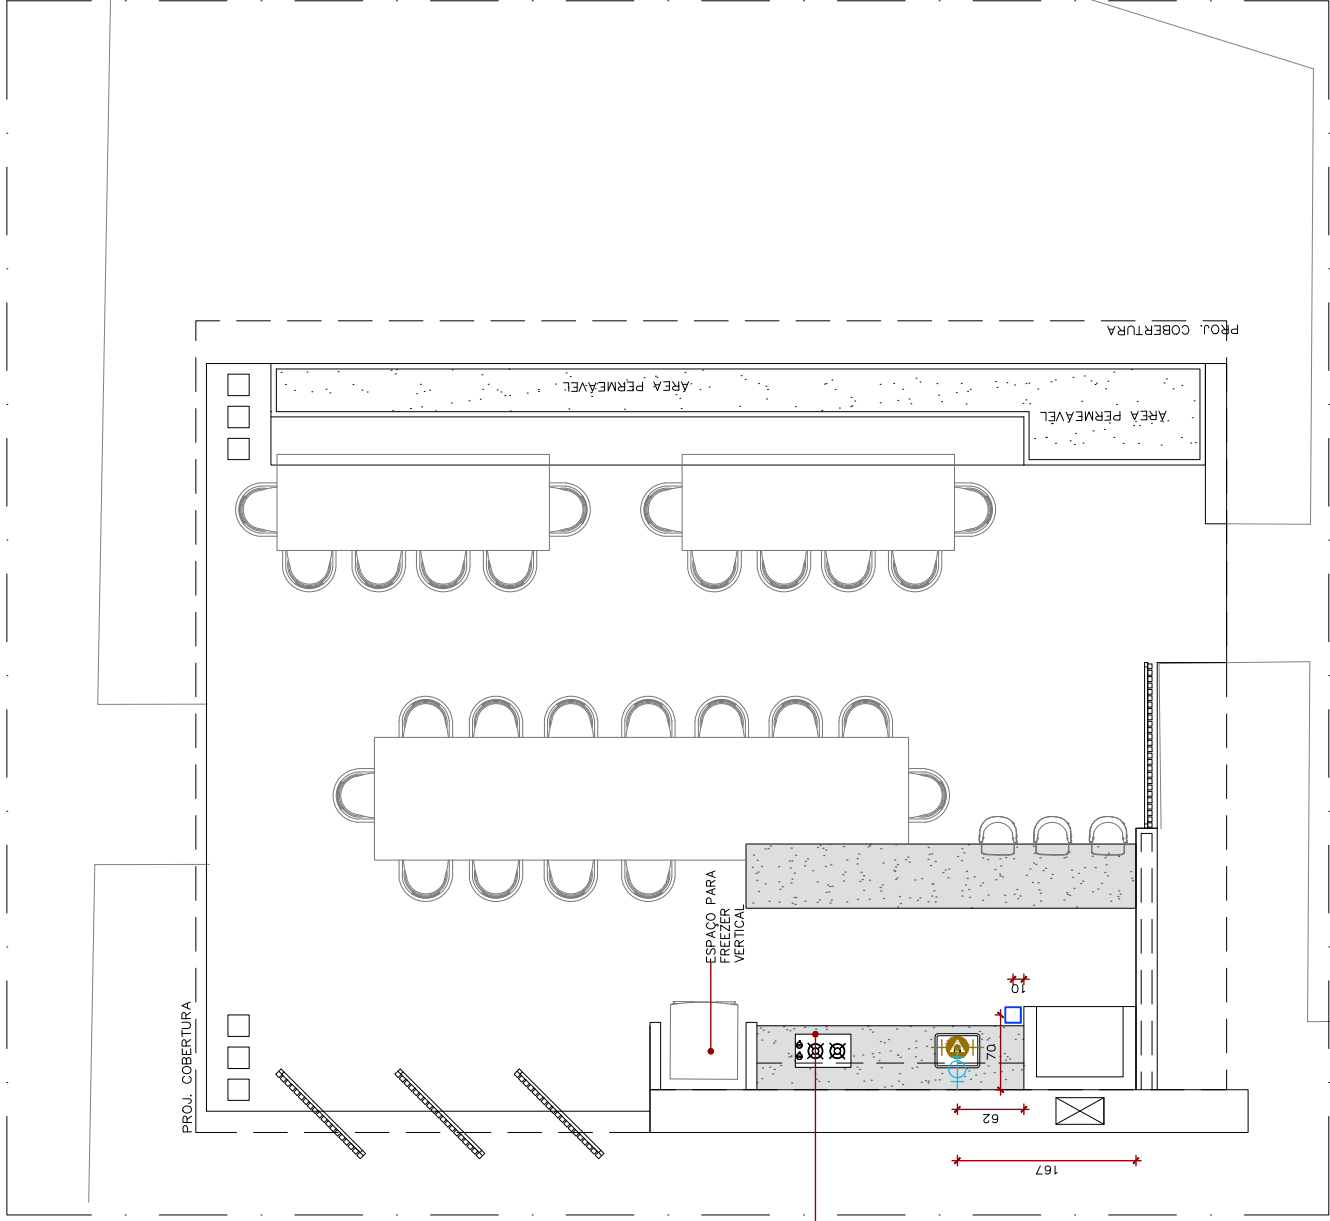 PROJ. COBERTURA
ÁREA PERMEÁVEL
ÁREA PERMEÁVEL
ESPAÇO PARA
FREEZER
VERTICAL
10
PROJ. COBERTURA
70
62
167